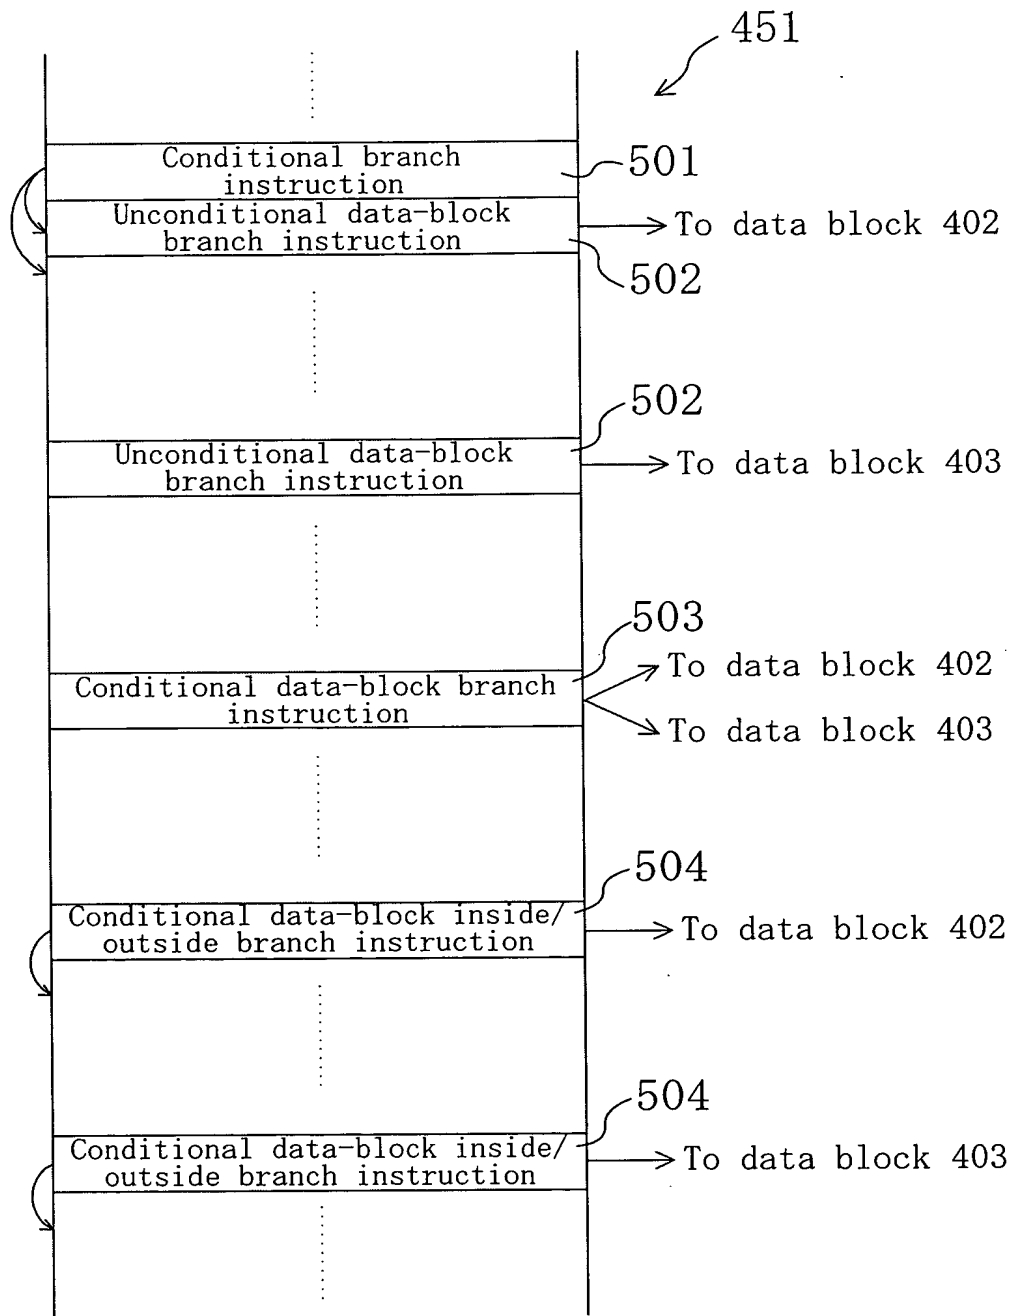 451
Conditional branch
instruction
501
Unconditional data-block
branch instruction
To data block 402
502
502
Unconditional data-block
branch instruction
To data block 403
503
Conditional data-block branch
instruction
To data block 402
To data block 403
504
Conditional data-block inside/
outside branch instruction
To data block 402
504
Conditional data-block inside/
outside branch instruction
To data block 403